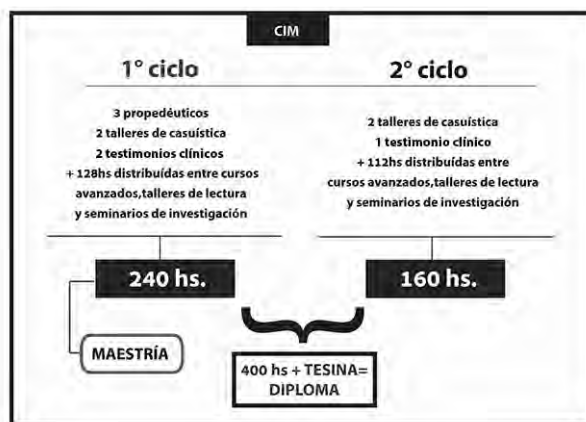 CIM
1° ciclo
3 propedéuticos
2 talleres de casuística
2 testimonios clínicos
+ 128hs distribuídas entre cursos
avanzados,talleres de lectura
y seminarios de investigación
240 hs.
MAESTRÍA
2° ciclo
2 talleres de casuística
1 testimonio clínico
+ 112hs distribuídas entre
cursos avanzados,talleres de lectura
y seminarios de investigación
160 hs.
400 hs + TESINA=
DIPLOMA